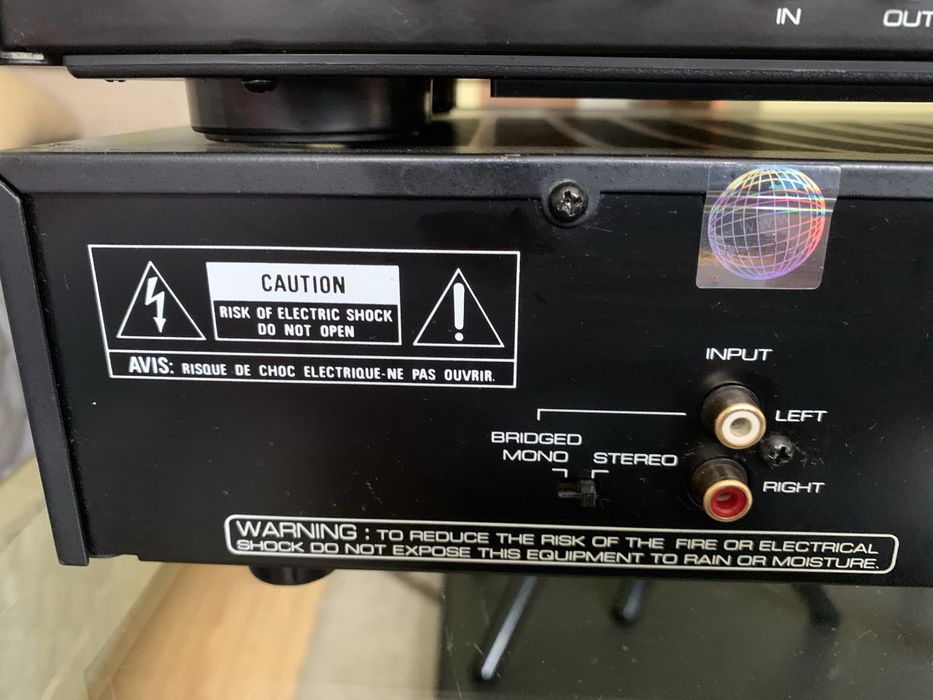 IN OUT
CAUTION
RISK OF ELECTRIC SHOCK
DO NOT OPEN
AVIS: RISQUE DE CHOC ELECTRIQUE-NE PAS OUVRIR.
INPUT
LEFT
BRIDGED
MONO STEREO
RIGHT
WARNING : TO REDUCE THE RISK OF THE FIRE OR ELECTRICAL
SHOCK DO NOT EXPOSE THIS EQUIPMENT TO RAIN OR MOISTURE.